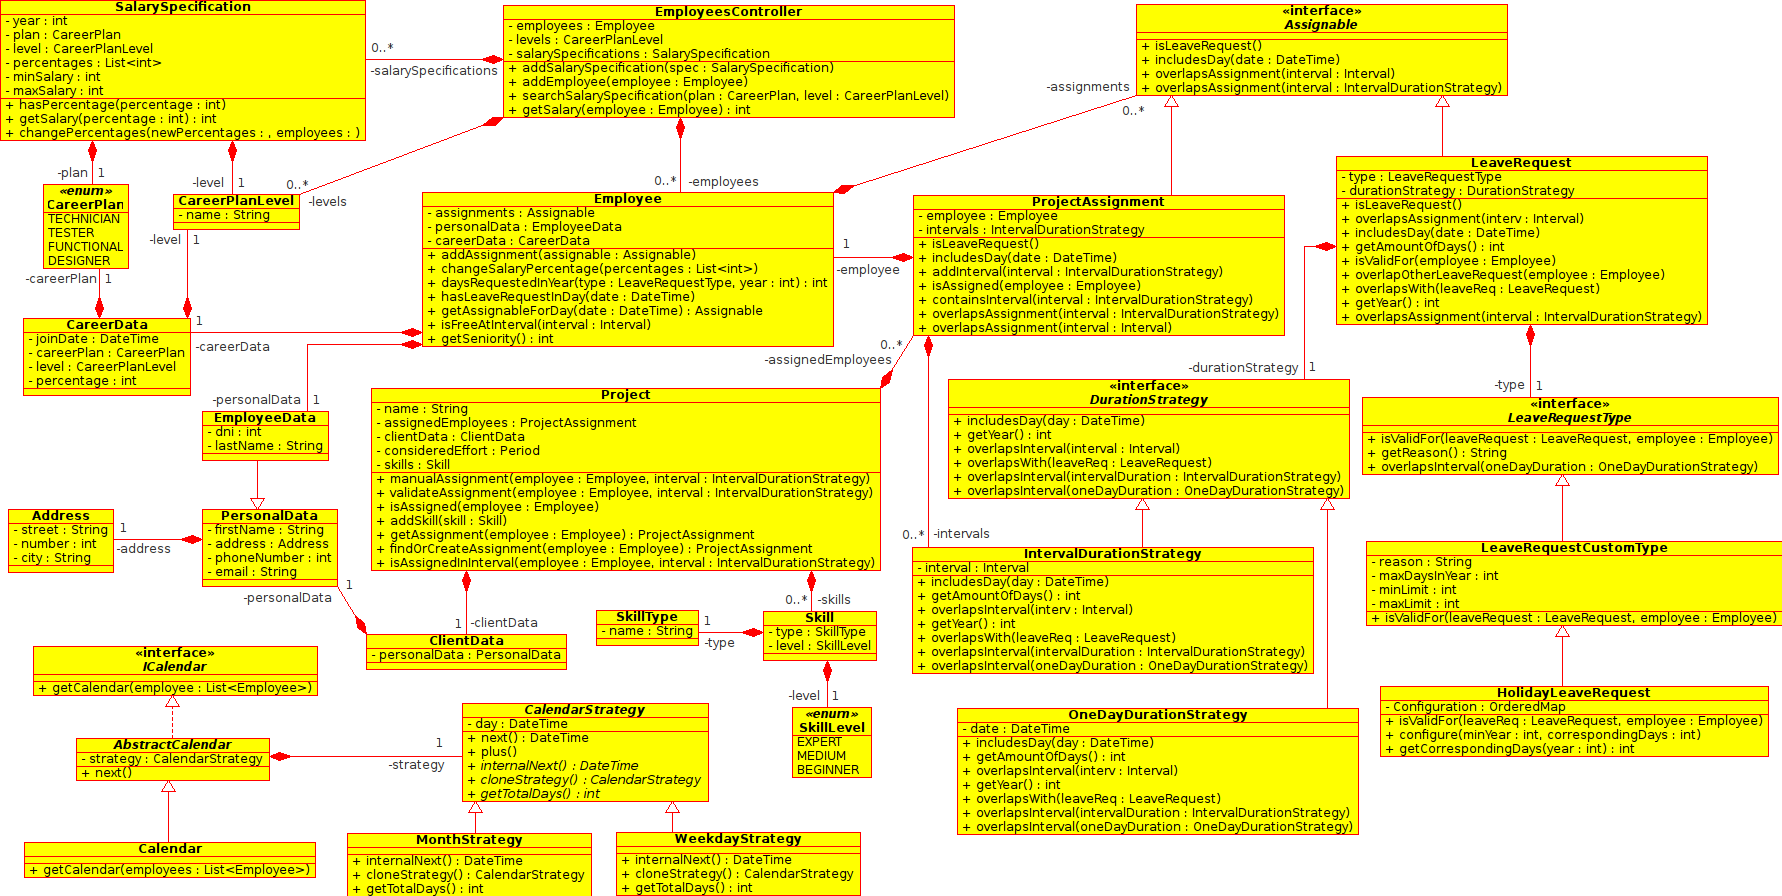 SalarySpecification
- year : int
- plan : CareerPlan
- level : CareerPlanLevel
- percentages : List<int>
- minSalary : int
- maxSalary : int
+ hasPercentage(percentage : int)
+ getSalary(percentage : int) : int
+ changePercentages(newPercentages : , employees : )
0..*
-salarySpecifications
EmployeesController
- employees : Employee
- levels : CareerPlanLevel
- salarySpecifications : SalarySpecification
+ addSalarySpecification(spec : SalarySpecification)
+ addEmployee(employee : Employee)
+ searchSalarySpecification(plan : CareerPlan, level : CareerPlanLevel)
+ getSalary(employee : Employee) : int
«interface»
Assignable
+ isLeaveRequest()
+ includesDay(date : DateTime)
+ overlapsAssignment(interval : Interval)
+ overlapsAssignment(interval : IntervalDurationStrategy)
-assignments
0..*
-plan 1
«enum»
CareerPlan
TECHNICIAN
TESTER
FUNCTIONAL
DESIGNER
-careerPlan 1
-level 1
CareerPlanLevel
- name : String
0..*
-levels
-level 1
0..* -employees
Employee
- assignments : Assignable
- personalData : EmployeeData
- careerData : CareerData
+ addAssignment(assignable : Assignable)
+ changeSalaryPercentage(percentages : List<int>)
+ daysRequestedInYear(type : LeaveRequestType, year : int) : int
+ hasLeaveRequestInDay(date : DateTime)
+ getAssignableForDay(date : DateTime) : Assignable
+ isFreeAtInterval(interval : Interval)
+ getSeniority() : int
1
-employee
ProjectAssignment
- employee : Employee
- intervals : IntervalDurationStrategy
+ isLeaveRequest()
+ includesDay(date : DateTime)
+ addInterval(interval : IntervalDurationStrategy)
+ isAssigned(employee : Employee)
+ containsInterval(interval : IntervalDurationStrategy)
+ overlapsAssignment(interval : IntervalDurationStrategy)
+ overlapsAssignment(interval : Interval)
LeaveRequest
- type : LeaveRequestType
- durationStrategy : DurationStrategy
+ isLeaveRequest()
+ overlapsAssignment(interv : Interval)
+ includesDay(date : DateTime)
+ getAmountOfDays() : int
+ isValidFor(employee : Employee)
+ overlapOtherLeaveRequest(employee : Employee)
+ overlapsWith(leaveReq : LeaveRequest)
+ getYear() : int
+ overlapsAssignment(interval : IntervalDurationStrategy)
CareerData
- joinDate : DateTime
- careerPlan : CareerPlan
- level : CareerPlanLevel
- percentage : int
1
-careerData
-personalData 1
EmployeeData
- dni : int
- lastName : String
0..*
-assignedEmployees
Project
- name : String
- assignedEmployees : ProjectAssignment
- clientData : ClientData
- consideredEffort : Period
- skills : Skill
+ manualAssignment(employee : Employee, interval : IntervalDurationStrategy)
+ validateAssignment(employee : Employee, interval : IntervalDurationStrategy)
+ isAssigned(employee : Employee)
+ addSkill(skill : Skill)
+ getAssignment(employee : Employee) : ProjectAssignment
+ findOrCreateAssignment(employee : Employee) : ProjectAssignment
+ isAssignedInInterval(employee : Employee, interval : IntervalDurationStrategy)
-durationStrategy 1
«interface»
DurationStrategy
+ includesDay(day : DateTime)
+ getYear() : int
+ overlapsInterval(interv : Interval)
+ overlapsWith(leaveReq : LeaveRequest)
+ overlapsInterval(intervalDuration : IntervalDurationStrategy)
+ overlapsInterval(oneDayDuration : OneDayDurationStrategy)
-type 1
«interface»
LeaveRequestType
+ isValidFor(leaveRequest : LeaveRequest, employee : Employee)
+ getReason() : String
+ overlapsInterval(oneDayDuration : OneDayDurationStrategy)
Address
- street : String
- number : int
- city : String
1
-address
PersonalData
- firstName : String
- address : Address
- phoneNumber : int
- email : String
1
-personalData
1 -clientData
ClientData
- personalData : PersonalData
0..* -skills
SkillType
- name : String
1
-type
Skill
- type : SkillType
- level : SkillLevel
-level 1
«enum»
SkillLevel
EXPERT
MEDIUM
BEGINNER
0..* -intervals
IntervalDurationStrategy
- interval : Interval
+ includesDay(day : DateTime)
+ getAmountOfDays() : int
+ overlapsInterval(interv : Interval)
+ getYear() : int
+ overlapsWith(leaveReq : LeaveRequest)
+ overlapsInterval(intervalDuration : IntervalDurationStrategy)
+ overlapsInterval(oneDayDuration : OneDayDurationStrategy)
LeaveRequestCustomType
- reason : String
- maxDaysInYear : int
- minLimit : int
- maxLimit : int
+ isValidFor(leaveRequest : LeaveRequest, employee : Employee)
«interface»
ICalendar
+ getCalendar(employee : List<Employee>)
AbstractCalendar
- strategy : CalendarStrategy
+ next()
1
-strategy
CalendarStrategy
- day : DateTime
+ next() : DateTime
+ plus()
+ internalNext() : DateTime
+ cloneStrategy() : CalendarStrategy
+ getTotalDays() : int
OneDayDurationStrategy
- date : DateTime
+ includesDay(day : DateTime)
+ getAmountOfDays() : int
+ overlapsInterval(interv : Interval)
+ getYear() : int
+ overlapsWith(leaveReq : LeaveRequest)
+ overlapsInterval(intervalDuration : IntervalDurationStrategy)
+ overlapsInterval(oneDayDuration : OneDayDurationStrategy)
HolidayLeaveRequest
- Configuration : OrderedMap
+ isValidFor(leaveReq : LeaveRequest, employee : Employee)
+ configure(minYear : int, correspondingDays : int)
+ getCorrespondingDays(year : int) : int
Calendar
+ getCalendar(employees : List<Employee>)
MonthStrategy
+ internalNext() : DateTime
+ cloneStrategy() : CalendarStrategy
+ getTotalDays() : int
WeekdayStrategy
+ internalNext() : DateTime
+ cloneStrategy() : CalendarStrategy
+ getTotalDays() : int